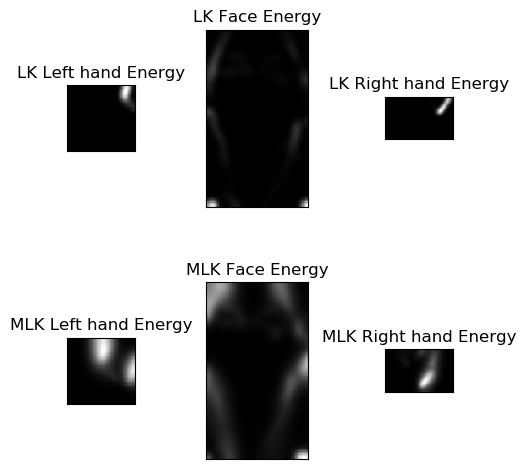 LK Face Energy
LK Left hand Energy
LK Right hand Energy
MLK Face Energy
MLK Left hand Energy
MLK Right hand Energy